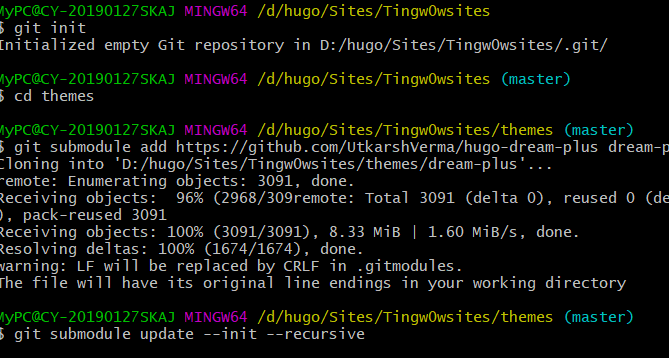 MyPC@CY-20190127SKAJ MINGW64 /d/hugo/Sites/TingwOwsites
$ git init
Initialized empty Git repository in D:/hugo/Sites/TingwOwsites/.git/
MyPC@CY-20190127SKAJ MINGW64 /d/hugo/Sites/TingwOwsites (master)
$ cd themes
MyPC@CY-20190127SKAJ MINGW64 /d/hugo/Sites/TingwOwsites/themes (master)
$ git submodule add https://github.com/UtkarshVerma/hugo-dream-plus dream-p
Cloning into 'D:/hugo/Sites/TingwOwsites/themes/dream-plus'...
remote: Enumerating objects: 3091, done.
Receiving objects:  96% (2968/309remote: Total 3091 (delta 0), reused 0 (de
), pack-reused 3091
Receiving objects: 100% (3091/3091), 8.33 MiB | 1.60 MiB/s, done.
Resolving deltas: 100% (1674/1674), done.
warning: LF will be replaced by CRLF in .gitmodules.
The file will have its original line endings in your working directory
MyPC@CY-20190127SKAJ MINGW64 /d/hugo/Sites/TingwOwsites/themes (master)
$ git submodule update --init --recursive